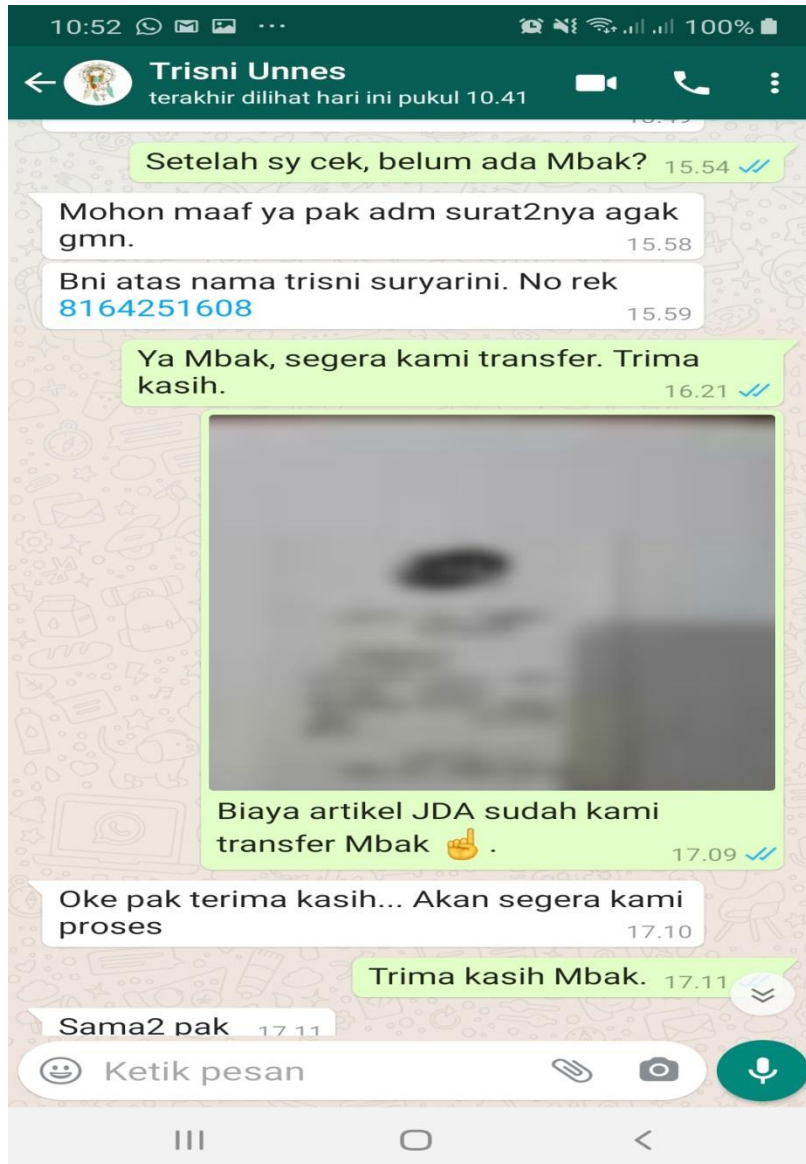 10:52 ... 100%
Trisni Unnes
terakhir dilihat hari ini pukul 10.41
Setelah sy cek, belum ada Mbak? 15.54
Mohon maaf ya pak adm surat2nya agak
gmn. 15.58
Bni atas nama trisni suryarini. No rek
8164251608 15.59
Ya Mbak, segera kami transfer. Trima
kasih. 16.21
Biaya artikel JDA sudah kami
transfer Mbak ☝️ . 17.09
Oke pak terima kasih... Akan segera kami
proses 17.10
Trima kasih Mbak. 17.11
Sama2 pak 17.11
Ketik pesan